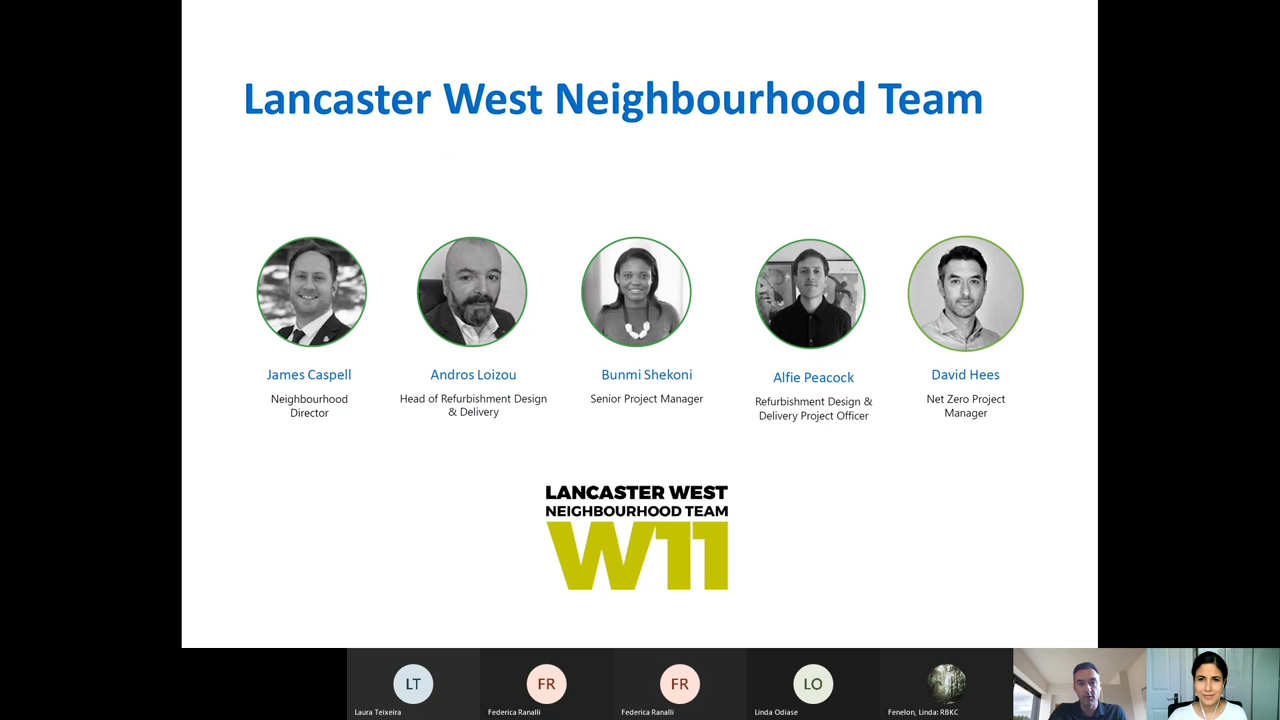 Lancaster West Neighbourhood Team
James Caspell
Neighbourhood
Director
Andros Loizou
Head of Refurbishment Design
& Delivery
Bunmi Shekoni
Senior Project Manager
Alfie Peacock
Refurbishment Design &
Delivery Project Officer
David Hees
Net Zero Project
Manager
LANCASTER WEST
NEIGHBOURHOOD TEAM
W11
LT
Laura Teixeira
FR
Federica Ranalli
FR
Federica Ranalli
LO
Linda Odiase
Fenelon, Linda: RBKC